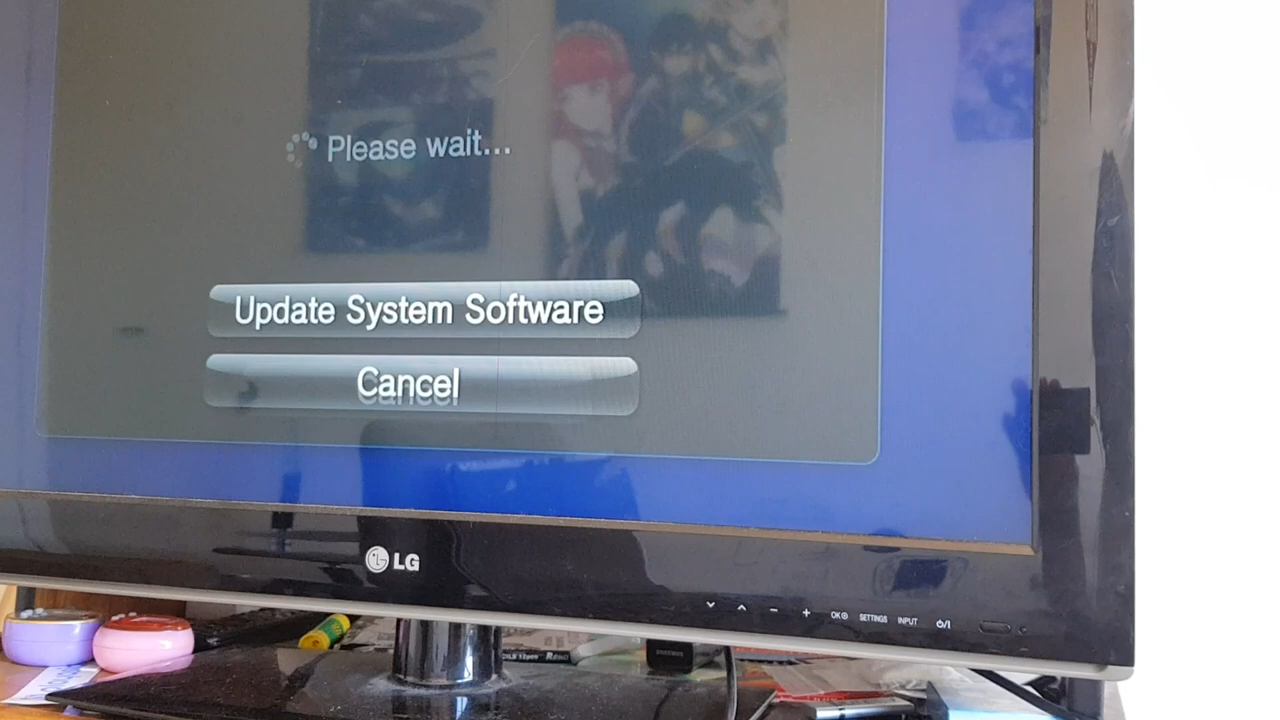 Please wait...
Update System Software
Cancel
LG
OK
SETTINGS
INPUT